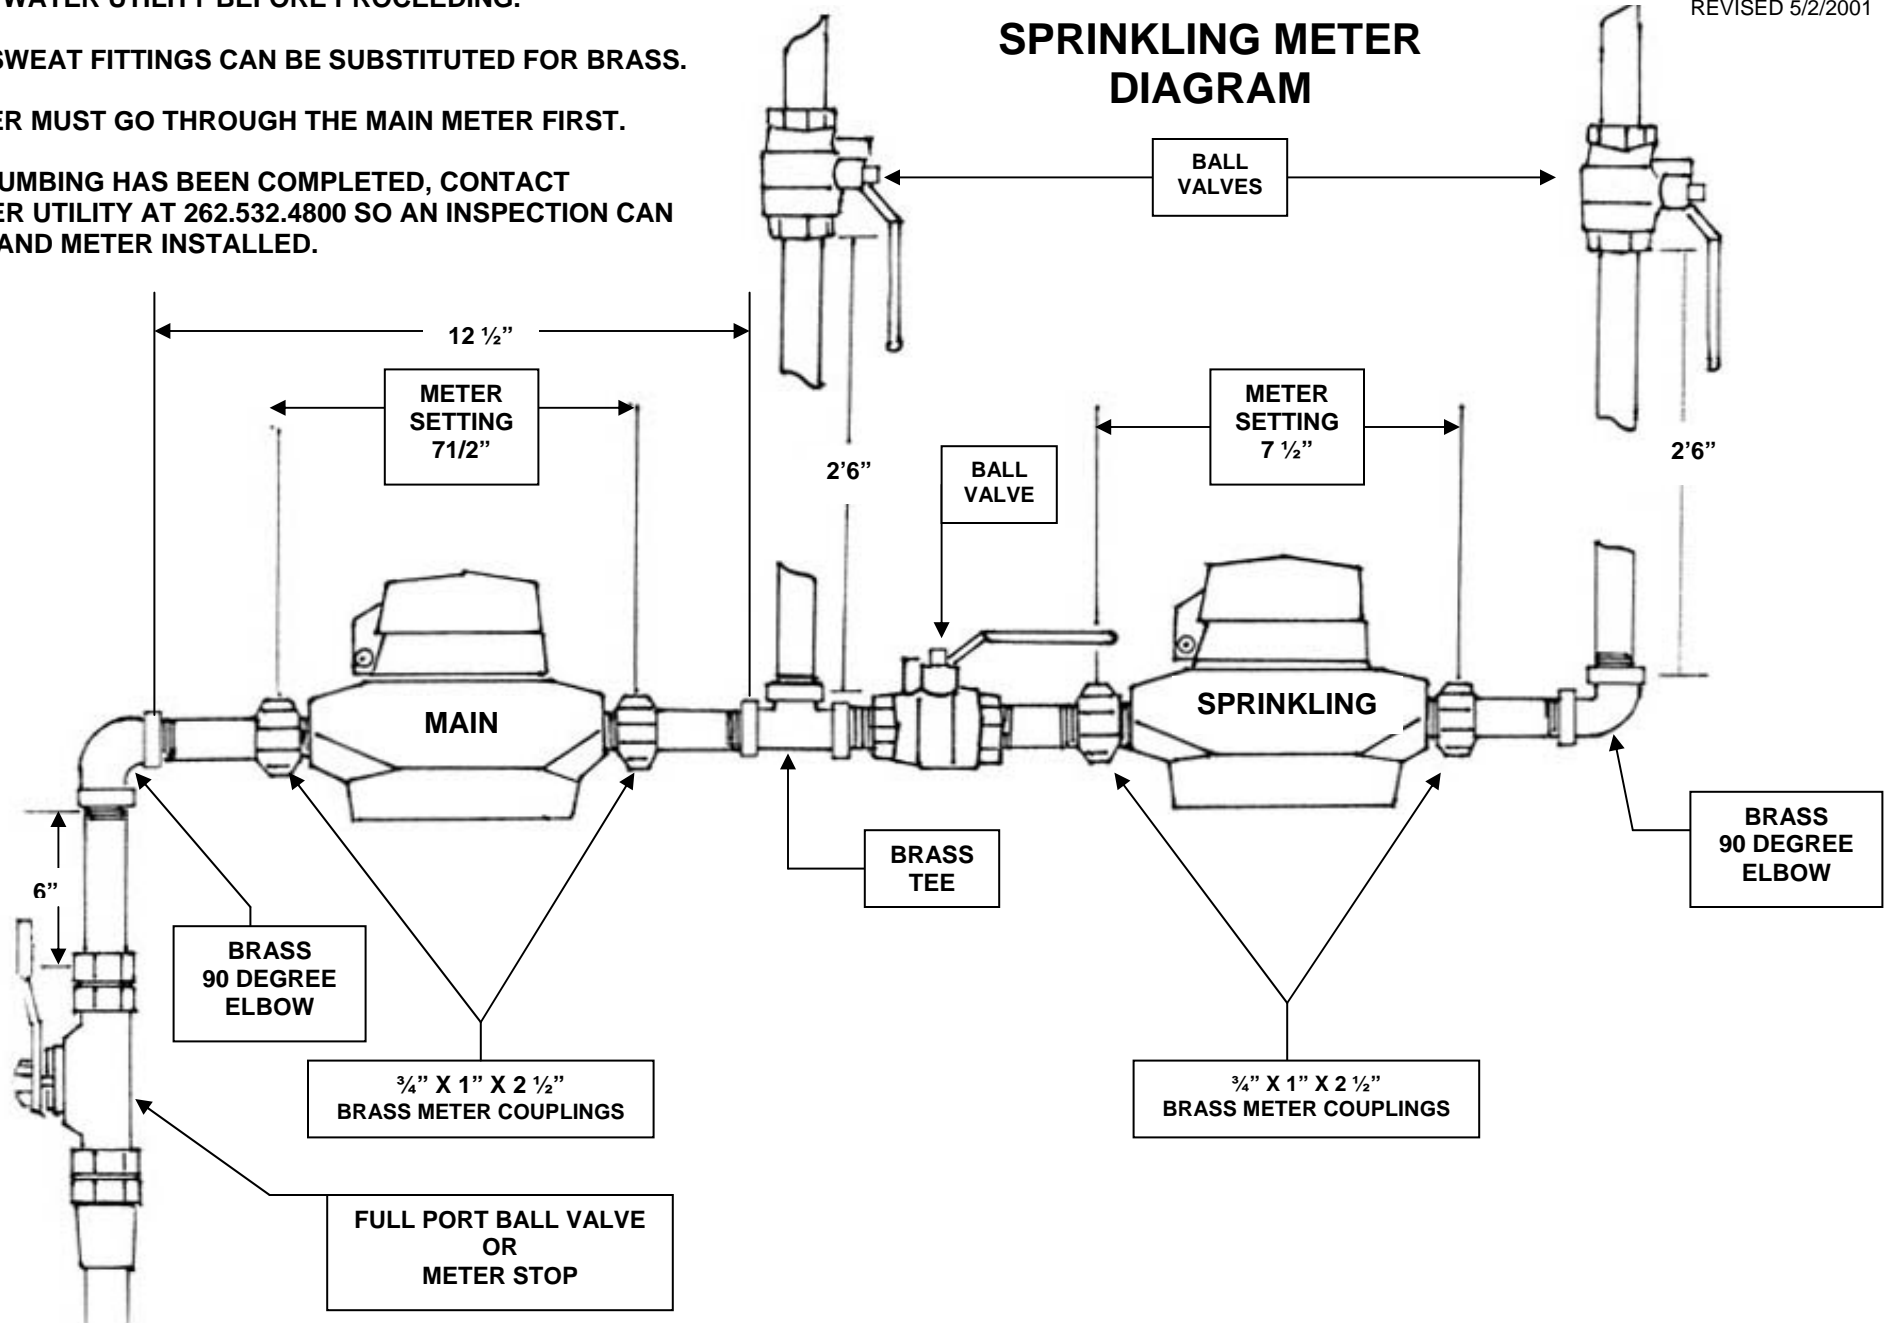 WATER UTILITY BEFORE PROCEEDING.
SWEAT FITTINGS CAN BE SUBSTITUTED FOR BRASS.
ER MUST GO THROUGH THE MAIN METER FIRST.
UMBING HAS BEEN COMPLETED, CONTACT
ER UTILITY AT 262.532.4800 SO AN INSPECTION CAN
AND METER INSTALLED.
SPRINKLING METER
DIAGRAM
REVISED 5/2/2001
BALL
VALVES
12 ½”
METER
SETTING
71/2”
2’6”
BALL
VALVE
METER
SETTING
7 ½”
2’6”
MAIN
SPRINKLING
6”
BRASS
90 DEGREE
ELBOW
BRASS
TEE
BRASS
90 DEGREE
ELBOW
¾” X 1” X 2 ½”
BRASS METER COUPLINGS
¾” X 1” X 2 ½”
BRASS METER COUPLINGS
FULL PORT BALL VALVE
OR
METER STOP